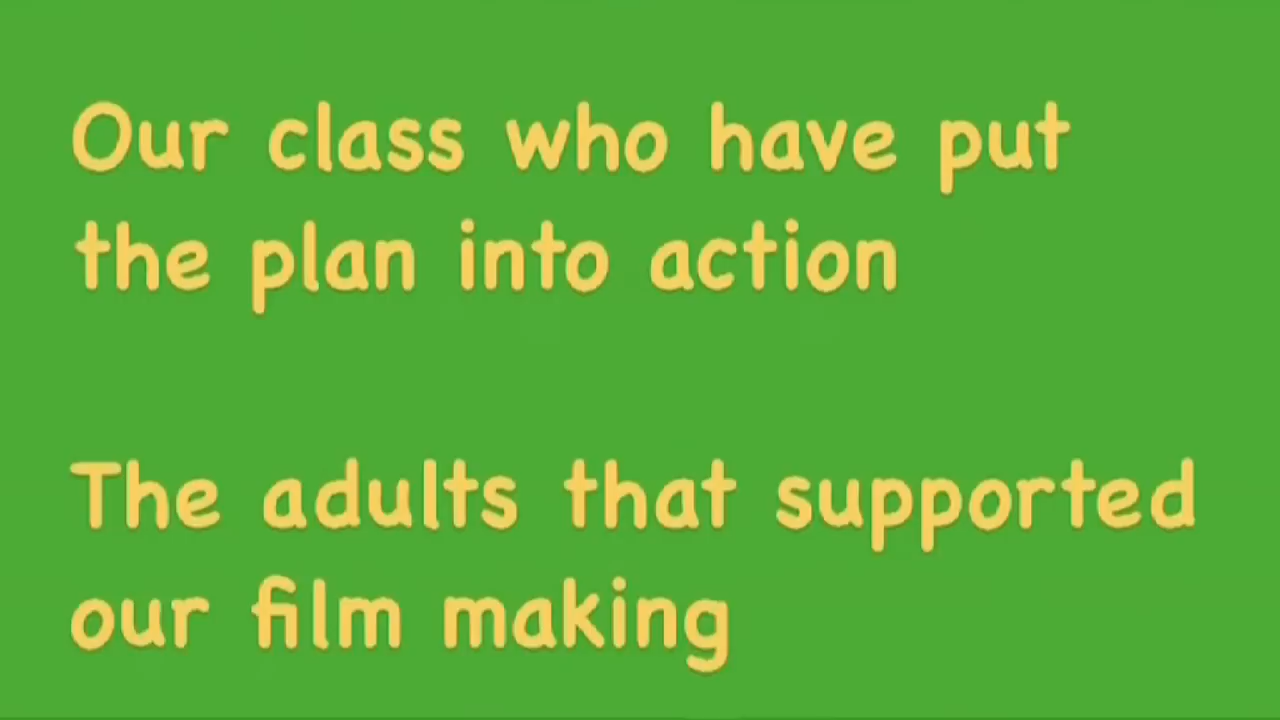 Our class who have put
the plan into action
The adults that supported
our film making